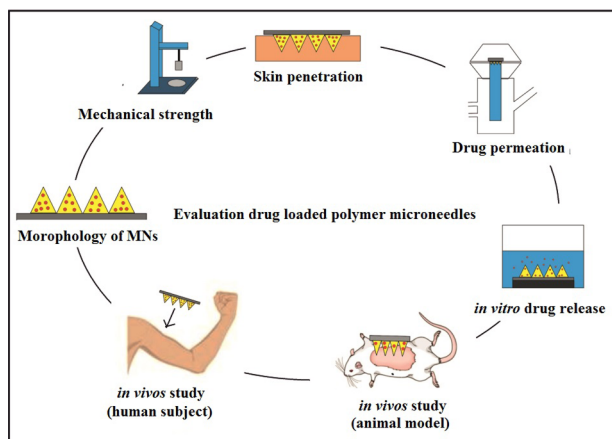 Skin penetration
Mechanical strength
Drug permeation
Evaluation drug loaded polymer microneedles
Morophology of MNs
in vitro drug release
in vivos study
(human subject)
in vivos study
(animal model)